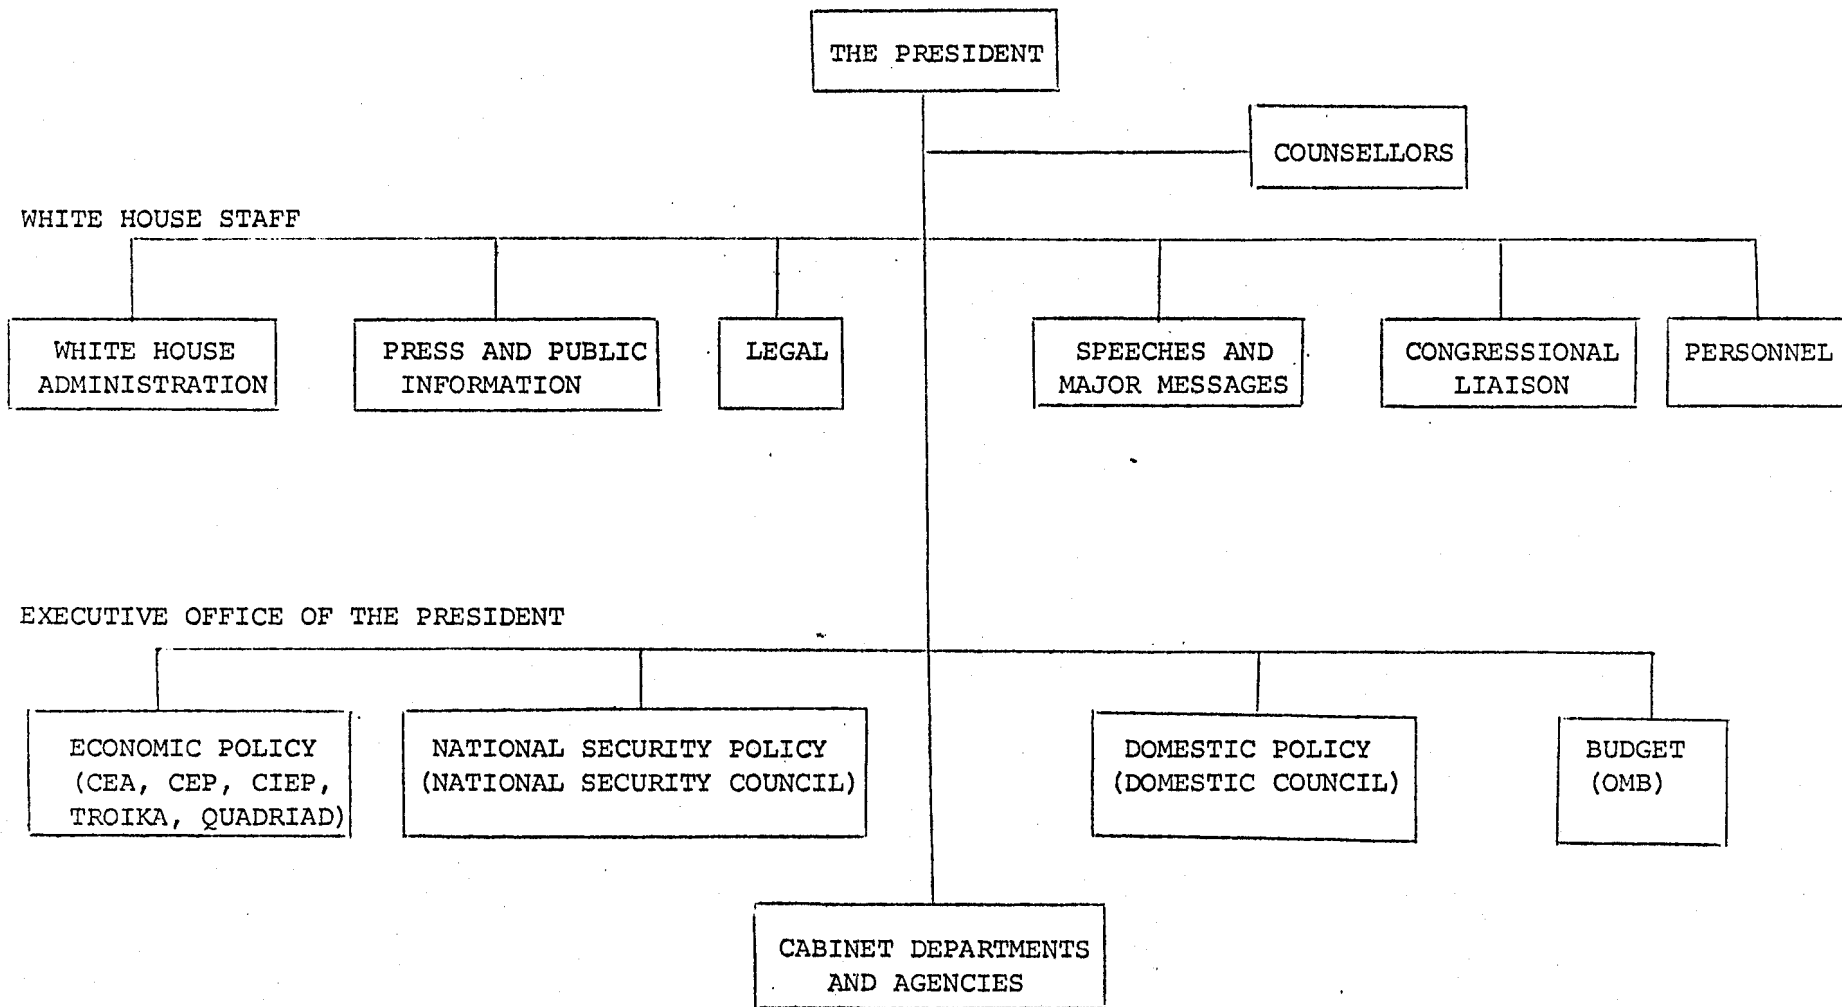 THE PRESIDENT
COUNSELLORS
WHITE HOUSE STAFF
WHITE HOUSE
ADMINISTRATION
PRESS AND PUBLIC
INFORMATION
LEGAL
SPEECHES AND
MAJOR MESSAGES
CONGRESSIONAL
LIAISON
PERSONNEL
EXECUTIVE OFFICE OF THE PRESIDENT
ECONOMIC POLICY
(CEA, CEP, CIEP,
TROIKA, QUADRIAD)
NATIONAL SECURITY POLICY
(NATIONAL SECURITY COUNCIL)
DOMESTIC POLICY
(DOMESTIC COUNCIL)
BUDGET
(OMB)
CABINET DEPARTMENTS
AND AGENCIES